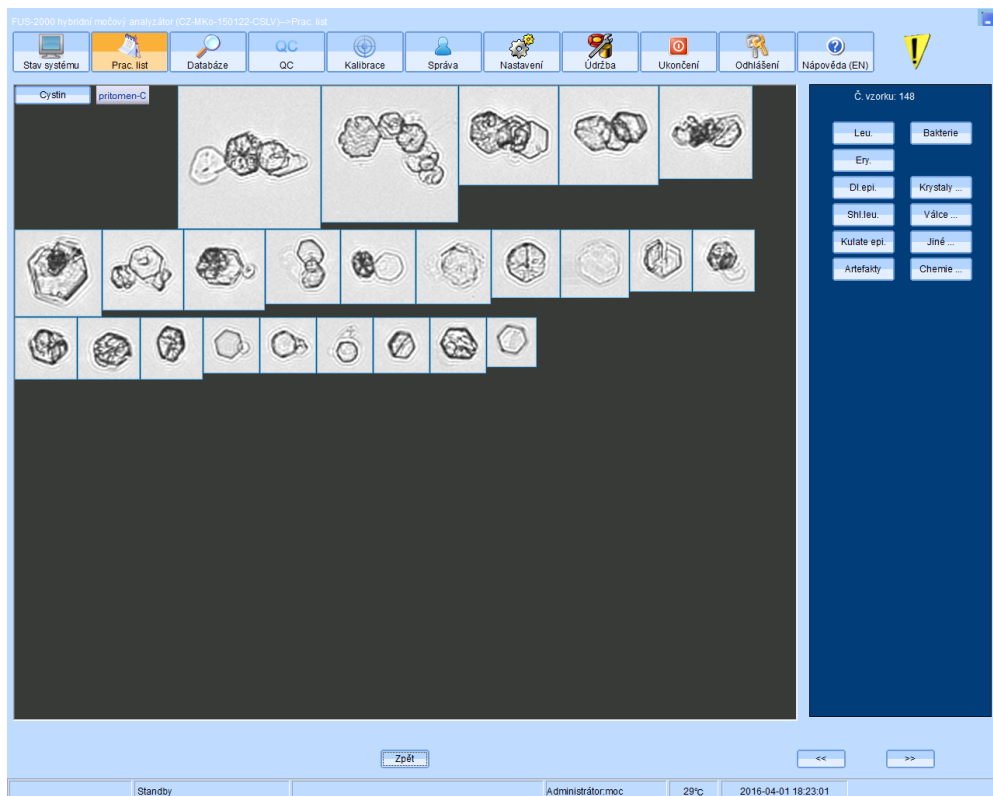 FUS-2000 hybridní močový analyzátor (CZ-MKo-150122-CSLV)-->Prac. list
Stav systému
Prac. list
Databáze
QC
QC
Kalibrace
Správa
Nastavení
Údržba
Ukončení
Odhlášení
Nápověda (EN)
Cystin
pritomen-C
Č. vzorku: 148
Leu.
Bakterie
Ery.
Dl.epi.
Krystaly ...
Shl.leu.
Válce ...
Kulate epi.
Jiné ...
Artefakty
Chemie ...
Zpět
<<
>>
Standby
Administrátor:moc
29℃
2016-04-01 18:23:01